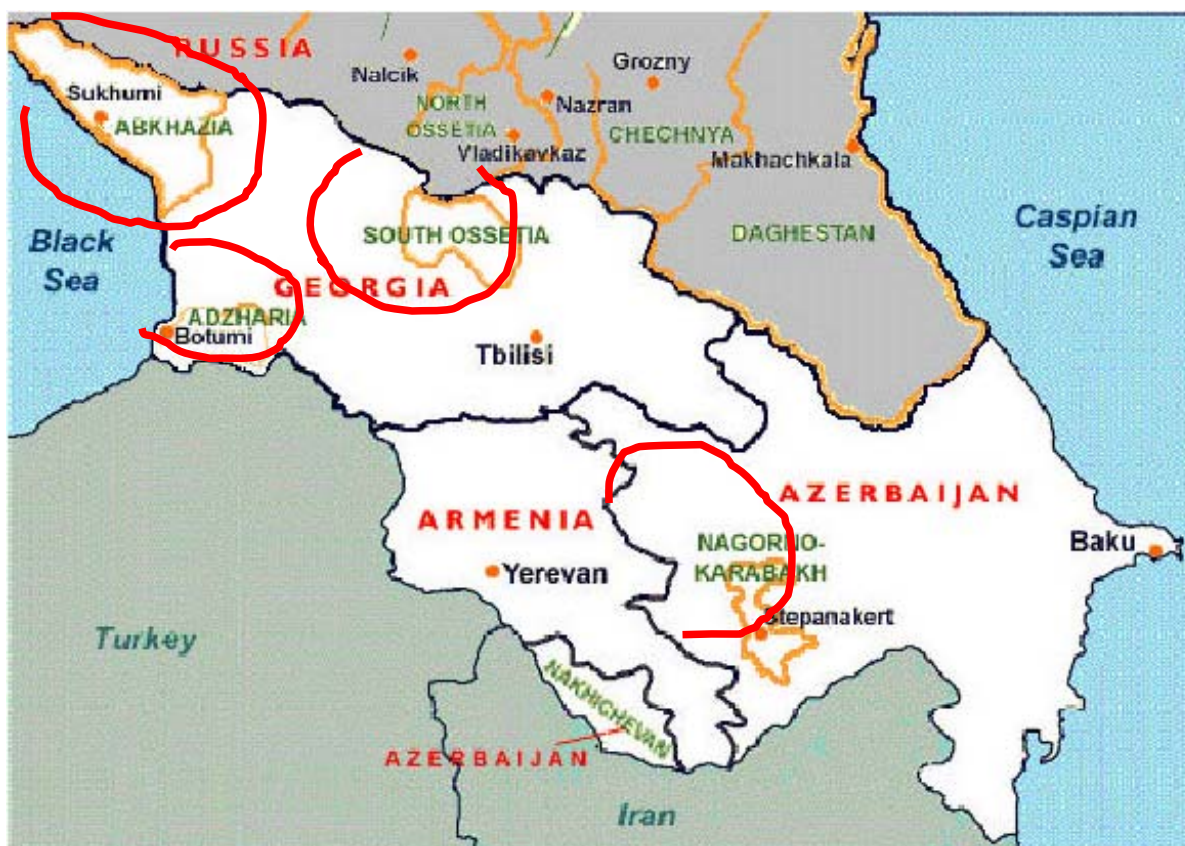 RUSSIA
Sukhumi
ABKHAZIA
Nalcik
NORTH
OSSETIA
Nazran
Vladikavkaz
Grozny
CHECHNYA
Makhachkala
DAGHESTAN
Caspian
Sea
Black
Sea
SOUTH OSSETIA
GEORGIA
ADZHARIA
Botumi
Tbilisi
ARMENIA
Yerevan
AZERBAIJAN
NAGORNO-
KARABAKH
Stepanakert
Baku
Turkey
NAKHICHEVAN
AZERBAIJAN
Iran